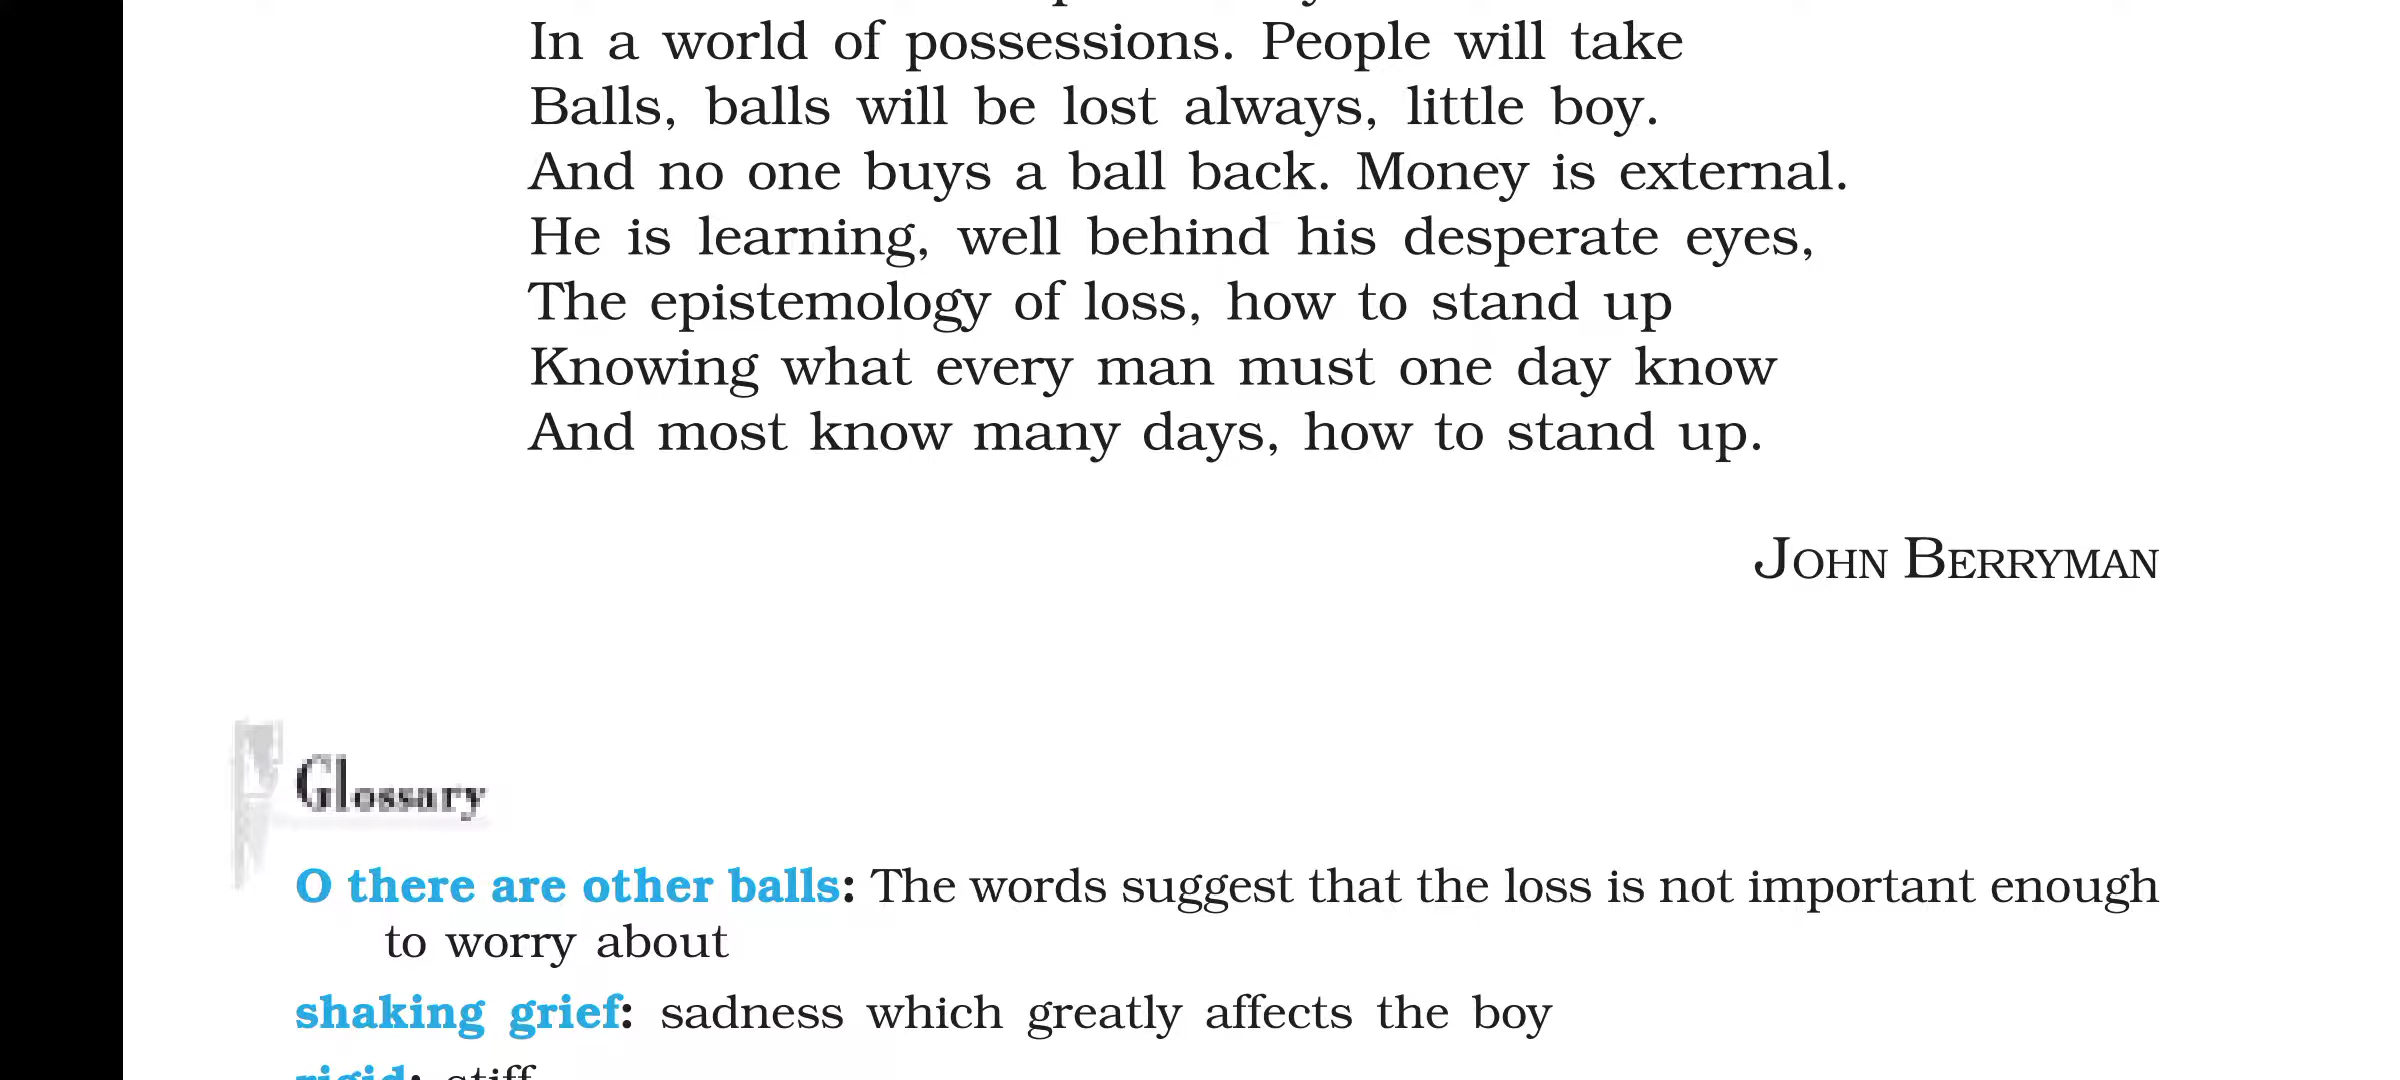 In a world of possessions. People will take
Balls, balls will be lost always, little boy.
And no one buys a ball back. Money is external.
He is learning, well behind his desperate eyes,
The epistemology of loss, how to stand up
Knowing what every man must one day know
And most know many days, how to stand up.
JOHN BERRYMAN
Glossary
O there are other balls: The words suggest that the loss is not important enough
to worry about
shaking grief: sadness which greatly affects the boy
rigid: stiff